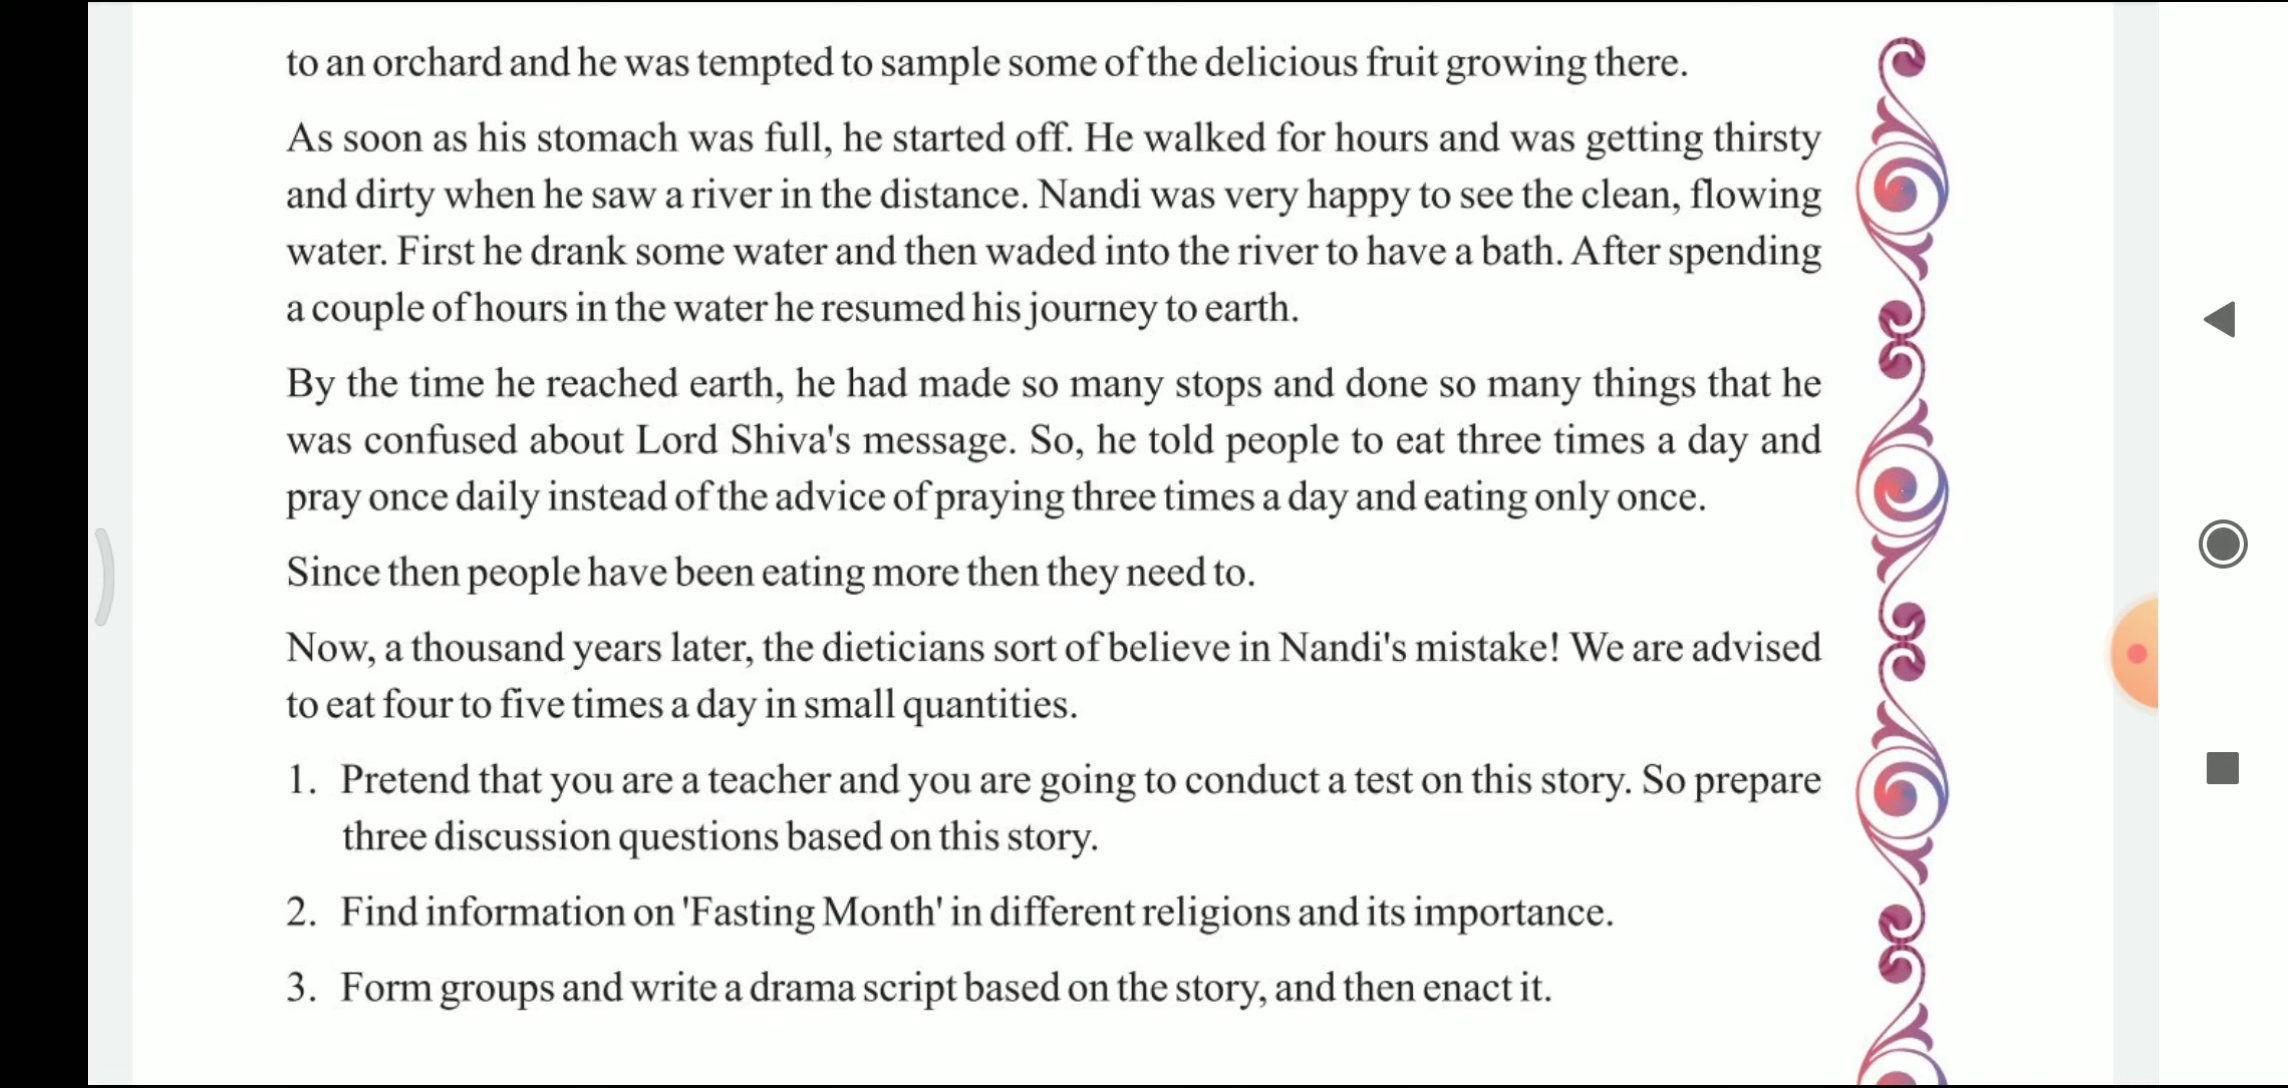 to an orchard and he was tempted to sample some of the delicious fruit growing there.
As soon as his stomach was full, he started off. He walked for hours and was getting thirsty
and dirty when he saw a river in the distance. Nandi was very happy to see the clean, flowing
water. First he drank some water and then waded into the river to have a bath. After spending
a couple of hours in the water he resumed his journey to earth.
By the time he reached earth, he had made so many stops and done so many things that he
was confused about Lord Shiva's message. So, he told people to eat three times a day and
pray once daily instead of the advice of praying three times a day and eating only once.
Since then people have been eating more then they need to.
Now, a thousand years later, the dieticians sort of believe in Nandi's mistake! We are advised
to eat four to five times a day in small quantities.
1. Pretend that you are a teacher and you are going to conduct a test on this story. So prepare
three discussion questions based on this story.
2. Find information on 'Fasting Month' in different religions and its importance.
3. Form groups and write a drama script based on the story, and then enact it.